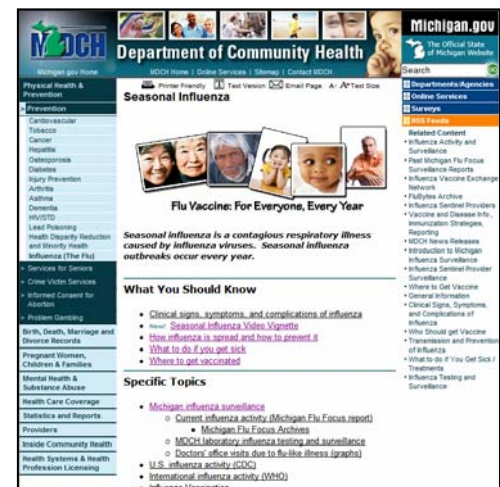 MDCH
Department of Community Health
Michigan.gov
The Official State
of Michigan Website
Michigan.gov Home
MDCH Home | Online Services | Sitemap | Contact MDCH
Search
Physical Health &
Prevention
Prevention
Cardiovascular
Tobacco
Cancer
Hepatitis
Osteoporosis
Diabetes
Injury Prevention
Arthritis
Asthma
Dementia
HIV/STD
Lead Poisoning
Health Disparity Reduction
and Minority Health
Influenza (The Flu)
Services for Seniors
Crime Victim Services
Informed Consent for
Abortion
Problem Gambling
Birth, Death, Marriage and
Divorce Records
Pregnant Women,
Children & Families
Mental Health &
Substance Abuse
Health Care Coverage
Statistics and Reports
Providers
Inside Community Health
Health Systems & Health
Profession Licensing
Printer Friendly Text Version Email Page A- A+ Text Size
Seasonal Influenza
Flu Vaccine: For Everyone, Every Year
Seasonal influenza is a contagious respiratory illness
caused by influenza viruses. Seasonal influenza
outbreaks occur every year.
What You Should Know
Clinical signs, symptoms, and complications of influenza
New! Seasonal Influenza Video Vignette
How influenza is spread and how to prevent it
What to do if you get sick
Where to get vaccinated
Specific Topics
Michigan influenza surveillance
Current influenza activity (Michigan Flu Focus report)
Michigan Flu Focus Archives
MDCH laboratory influenza testing and surveillance
Doctors' office visits due to flu-like illness (graphs)
U.S. influenza activity (CDC)
International influenza activity (WHO)
Influenza Vaccination
Departments/Agencies
Online Services
Surveys
RSS Feeds
Related Content
Influenza Activity and
Surveillance
Past Michigan Flu Focus
Surveillance Reports
Influenza Vaccine Exchange
Network
FluBytes Archive
Influenza Sentinel Providers
Vaccine and Disease Info.,
Immunization Strategies,
Reporting
MDCH News Releases
Introduction to Michigan
Influenza Surveillance
Influenza Sentinel Provider
Surveillance
Where to Get Vaccine
General Information
Clinical Signs, Symptoms,
and Complications of
Influenza
Who Should get Vaccine
Transmission and Prevention
of Influenza
What to do if You Get Sick /
Treatments
Influenza Testing and
Surveillance